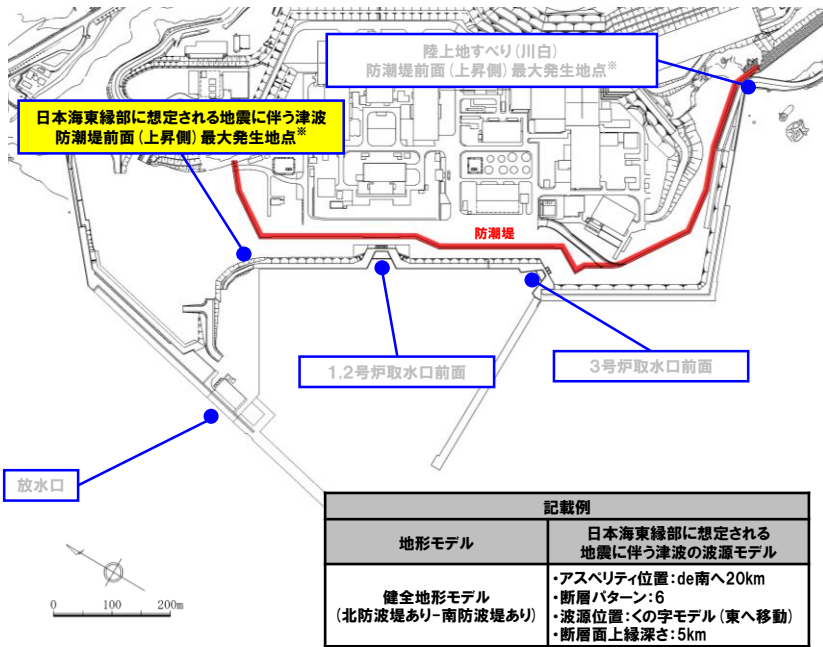 陸上地すべり(川白)
防潮堤前面(上昇側)最大発生地点※
日本海東縁部に想定される地震に伴う津波
防潮堤前面(上昇側)最大発生地点※
防潮堤
1,2号炉取水口前面
3号炉取水口前面
放水口
0 100 200m
記載例
地形モデル
日本海東縁部に想定される
地震に伴う津波の波源モデル
健全地形モデル
(北防波堤あり-南防波堤あり)
・アスペリティ位置:de南へ20km
・断層パターン:6
・波源位置:くの字モデル(東へ移動)
・断層面上縁深さ:5km